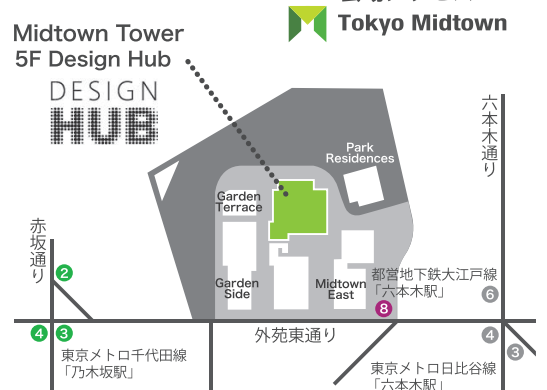 Tokyo Midtown
Midtown Tower
5F Design Hub
DESIGN
HUB
六本木通り
Park
Residences
Garden
Terrace
赤坂通り
Garden
Side
Midtown
East
都営地下鉄大江戸線
「六本木駅」
2
8
6
4
3
外苑東通り
4
3
東京メトロ千代田線
「乃木坂駅」
東京メトロ日比谷線
「六本木駅」